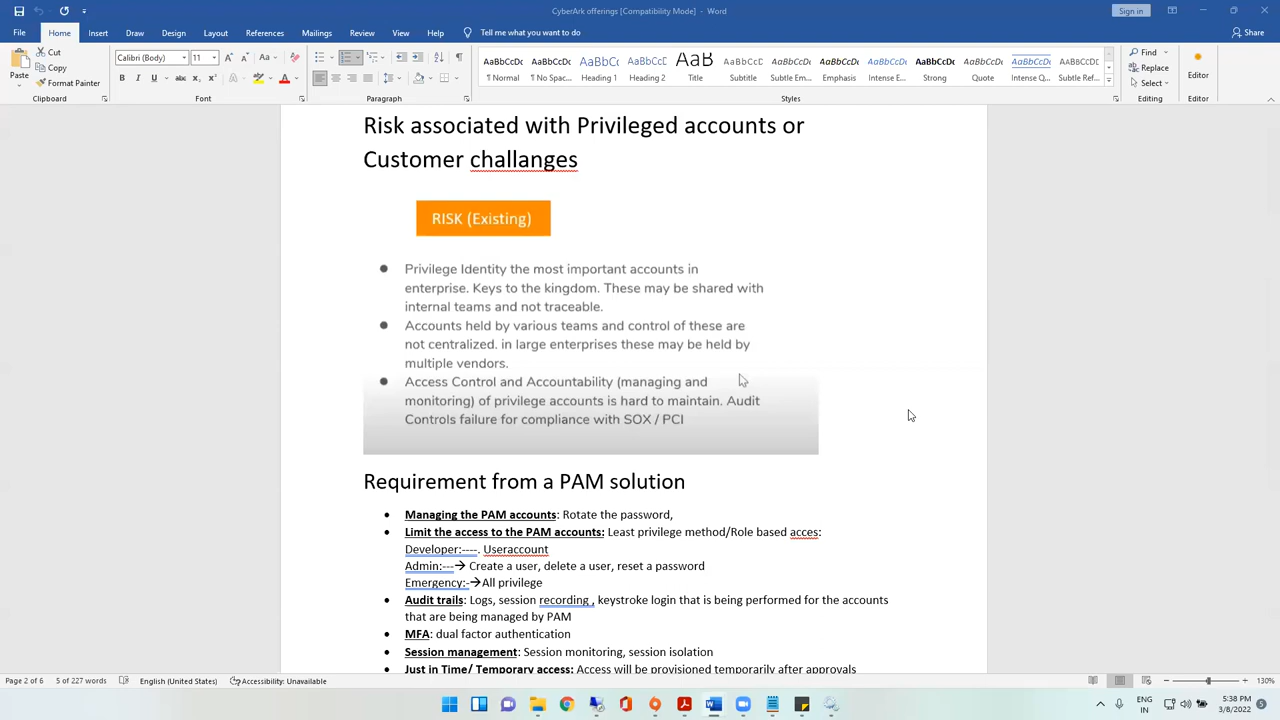 CyberArk offerings [Compatibility Mode] - Word
Sign in
File Home Insert Draw Design Layout References Mailings Review View Help Tell me what you want to do Share
Paste
Cut
Copy
Format Painter
Calibri (Body) 11
AaBbCcDc AaBbCcDc AaBbCc AaBbCcD AaB AaBbCcD AaBbCcDc AaBbCcDc AaBbCcDc AaBbCcDc AaBbCcDc AaBbCcDc AaBbCcDc
¶ Normal ¶ No Spac... Heading 1 Heading 2 Title Subtitle Subtle Em... Emphasis Intense E... Strong Quote Intense Q... Subtle Ref...
Find
Replace
Select
Editor
Clipboard Font Paragraph Styles Editing Editor
Risk associated with Privileged accounts or
Customer challanges
RISK (Existing)
● Privilege Identity the most important accounts in
enterprise. Keys to the kingdom. These may be shared with
internal teams and not traceable.
● Accounts held by various teams and control of these are
not centralized. in large enterprises these may be held by
multiple vendors.
● Access Control and Accountability (managing and
monitoring) of privilege accounts is hard to maintain. Audit
Controls failure for compliance with SOX / PCI
Requirement from a PAM solution
• Managing the PAM accounts: Rotate the password,
• Limit the access to the PAM accounts: Least privilege method/Role based acces:
Developer:----. Useraccount
Admin:---→ Create a user, delete a user, reset a password
Emergency:-→All privilege
• Audit trails: Logs, session recording , keystroke login that is being performed for the accounts
that are being managed by PAM
• MFA: dual factor authentication
• Session management: Session monitoring, session isolation
• Just in Time/ Temporary access: Access will be provisioned temporarily after approvals
Page 2 of 6 5 of 227 words English (United States) Accessibility: Unavailable 130%
ENG
IN
5:38 PM
3/8/2022